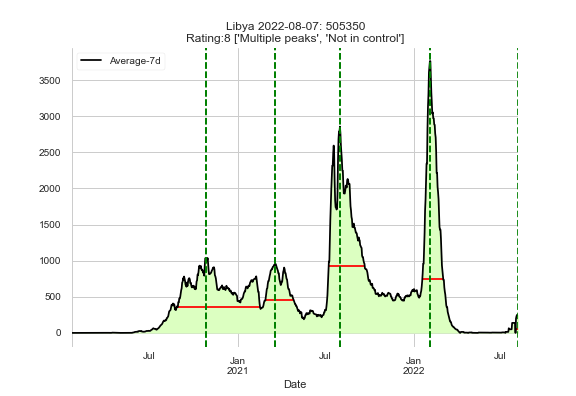 Libya 2022-08-07: 505350
Rating:8 ['Multiple peaks', 'Not in control']
Average-7d
3500
3000
2500
2000
1500
1000
500
0
Jul
Jan
2021
Jul
Jan
2022
Jul
Date